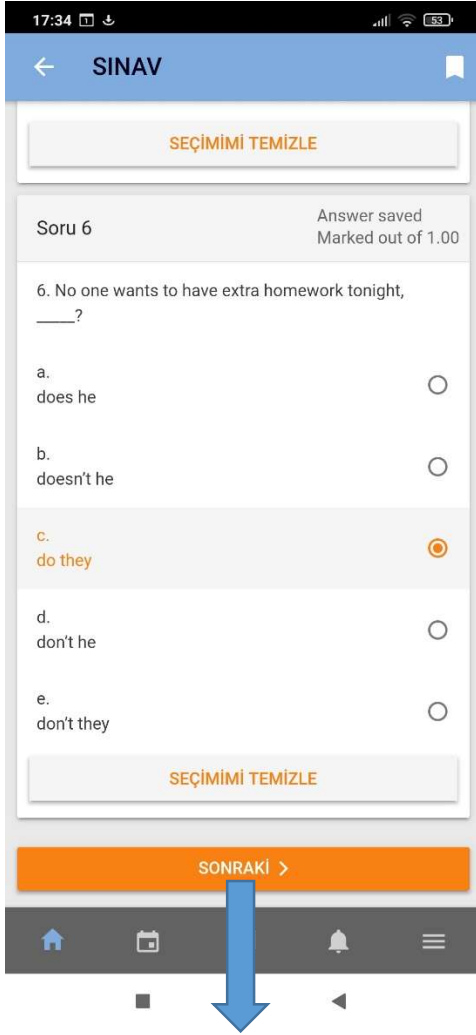 17:34
53
SINAV
SEÇİMİMİ TEMİZLE
Soru 6
Answer saved
Marked out of 1.00
6. No one wants to have extra homework tonight,
_____?
a.
does he
b.
doesn't he
c.
do they
d.
don't he
e.
don't they
SEÇİMİMİ TEMİZLE
SONRAKİ >